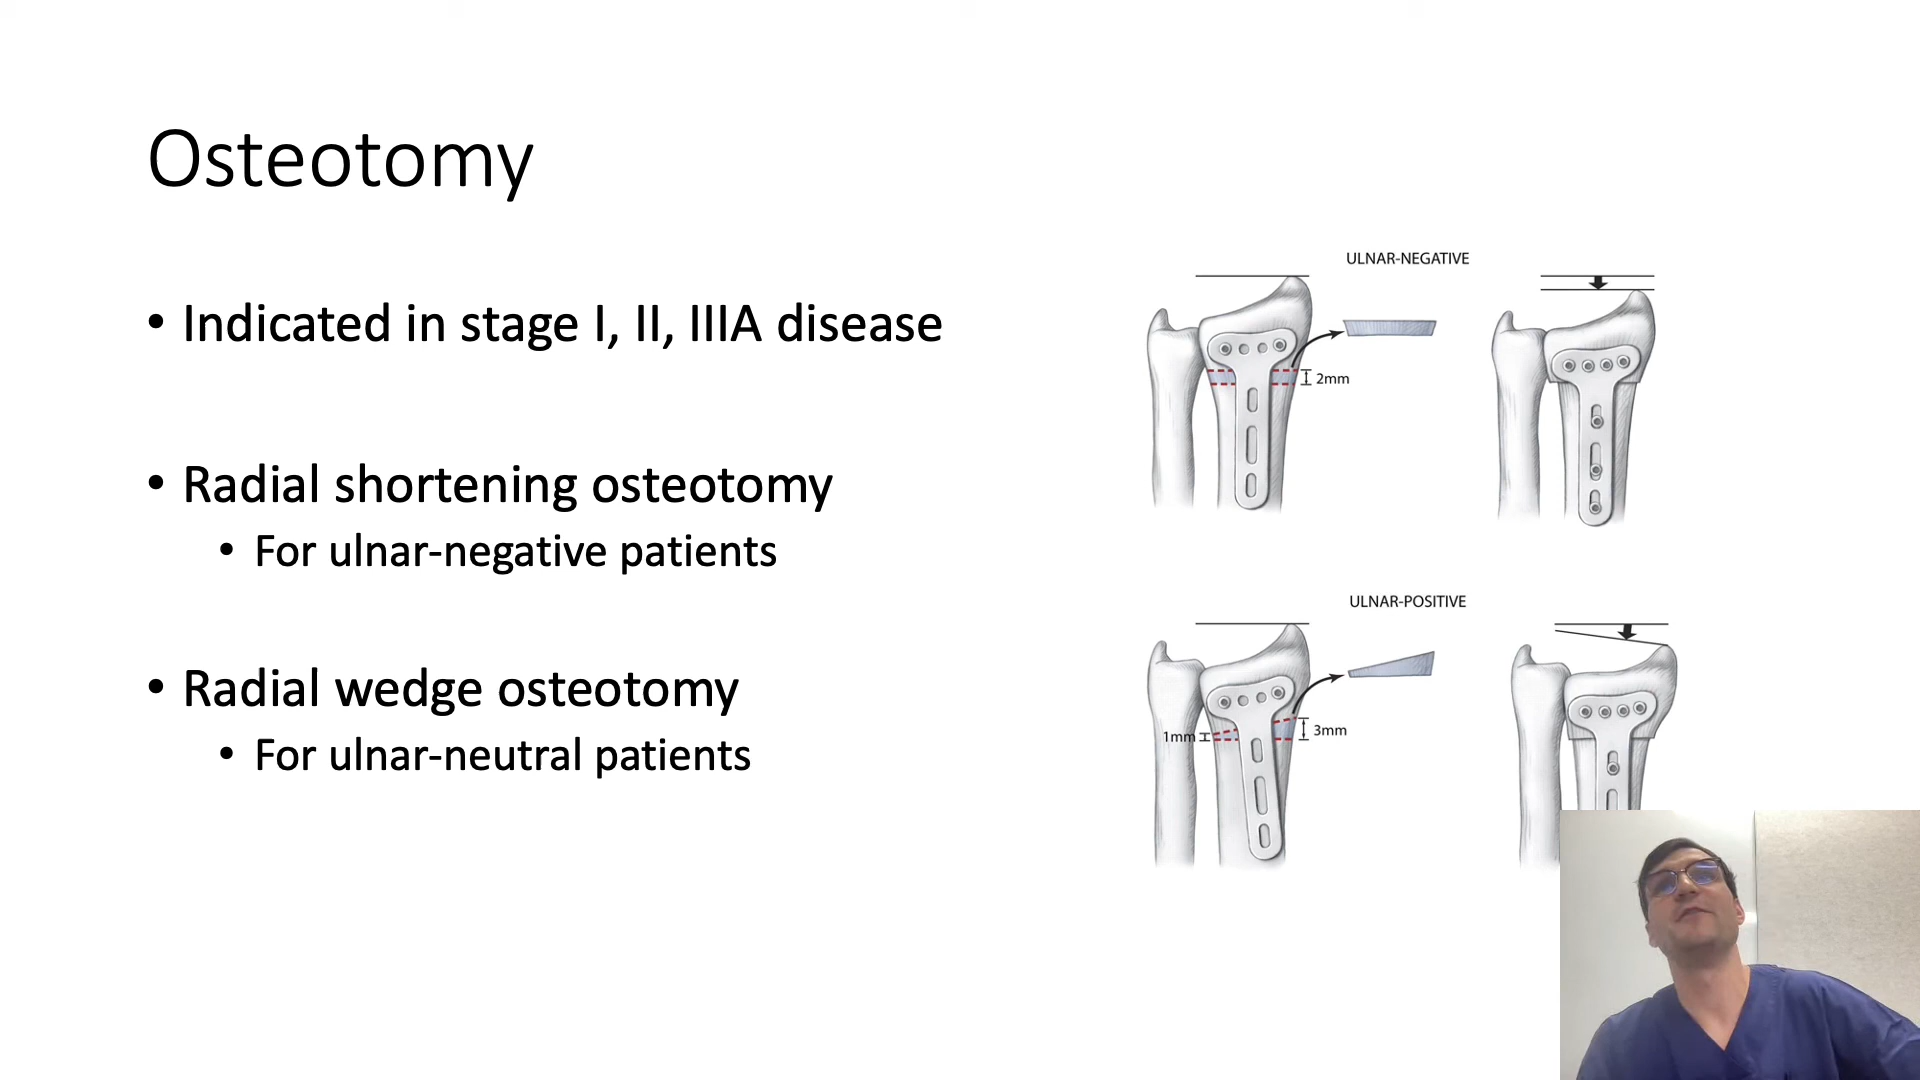 Osteotomy
• Indicated in stage I, II, IIIA disease
• Radial shortening osteotomy
• For ulnar-negative patients
• Radial wedge osteotomy
• For ulnar-neutral patients
ULNAR-NEGATIVE
2mm
ULNAR-POSITIVE
1mm
3mm